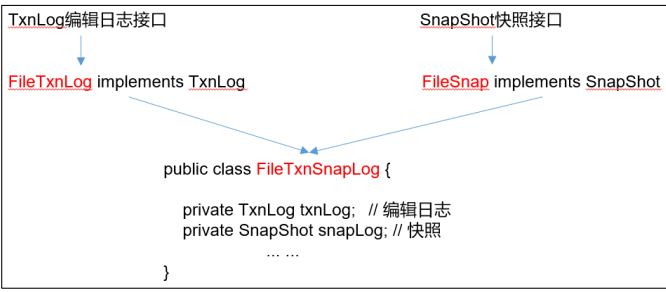 TxnLog编辑日志接口
SnapShot快照接口
FileTxnLog implements TxnLog
FileSnap implements SnapShot
public class FileTxnSnapLog {
private TxnLog txnLog; // 编辑日志
private SnapShot snapLog; // 快照
... ...
}